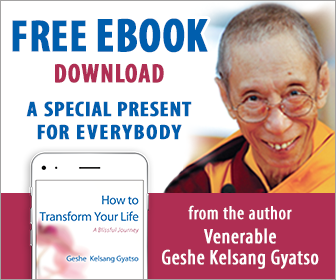 FREE EBOOK
DOWNLOAD
A SPECIAL PRESENT
FOR EVERYBODY
How to
Transform Your Life
A Blissful Journey
Geshe Kelsang Gyatso
from the author
Venerable
Geshe Kelsang Gyatso